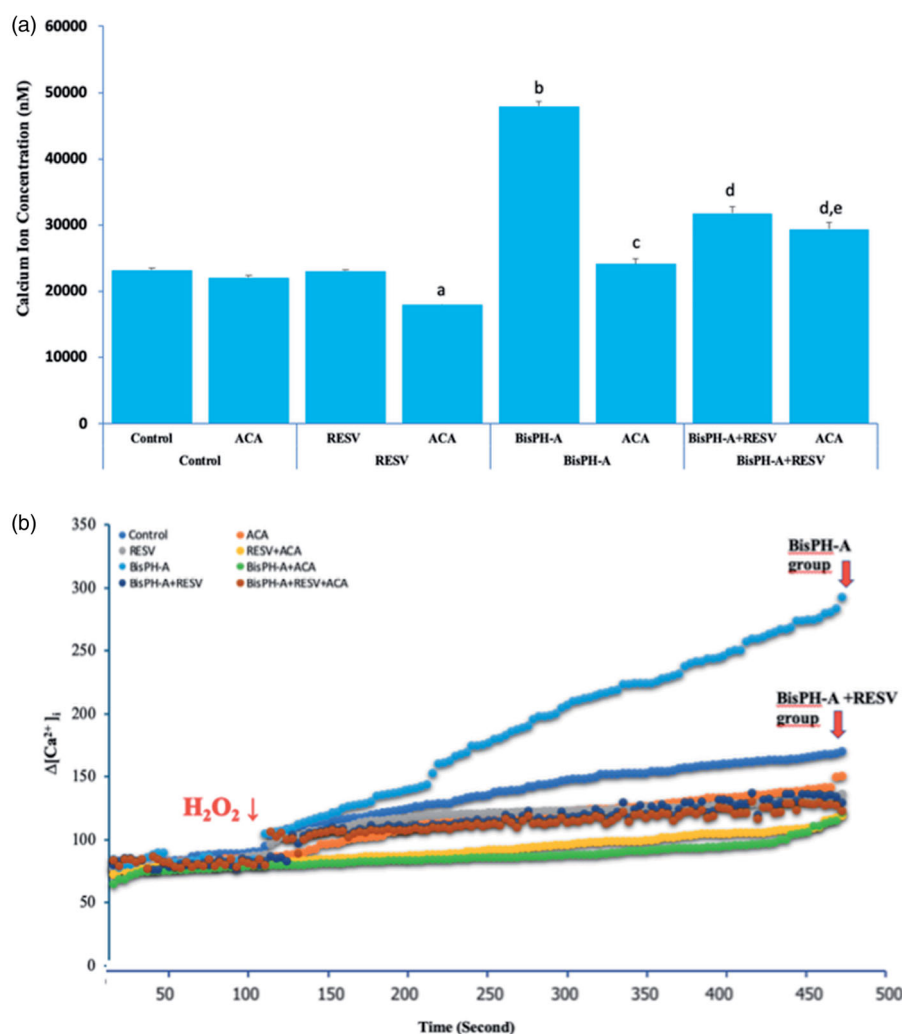 (a)
60000
50000
40000
30000
20000
10000
0
Calcium Ion Concentration (nM)
a
b
c
d
d,e
Control ACA RESV ACA BisPH-A ACA BisPH-A+RESV ACA
Control RESV BisPH-A BisPH-A+RESV
(b)
350
300
250
200
150
100
50
0
Δ[Ca²⁺]ᵢ
Control ACA
RESV RESV+ACA
BisPH-A BisPH-A+ACA
BisPH-A+RESV BisPH-A+RESV+ACA
BisPH-A
group
BisPH-A +RESV
group
H₂O₂ ↓
50 100 150 200 250 300 350 400 450 500
Time (Second)